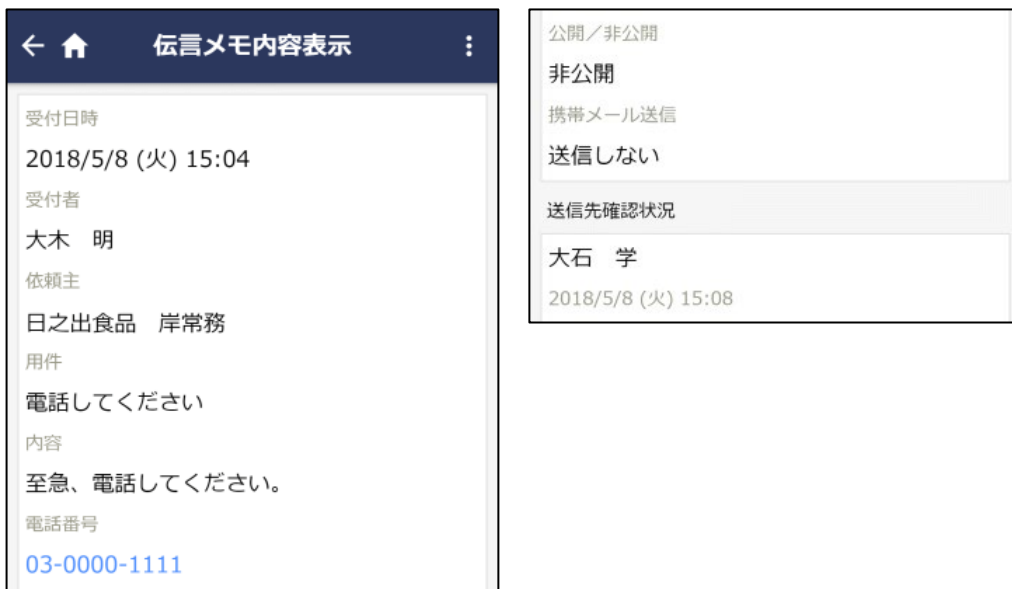 伝言メモ内容表示
受付日時
2018/5/8 (火) 15:04
受付者
大木　明
依頼主
日之出食品　岸常務
用件
電話してください
内容
至急、電話してください。
電話番号
03-0000-1111
公開／非公開
非公開
携帯メール送信
送信しない
送信先確認状況
大石　学
2018/5/8 (火) 15:08